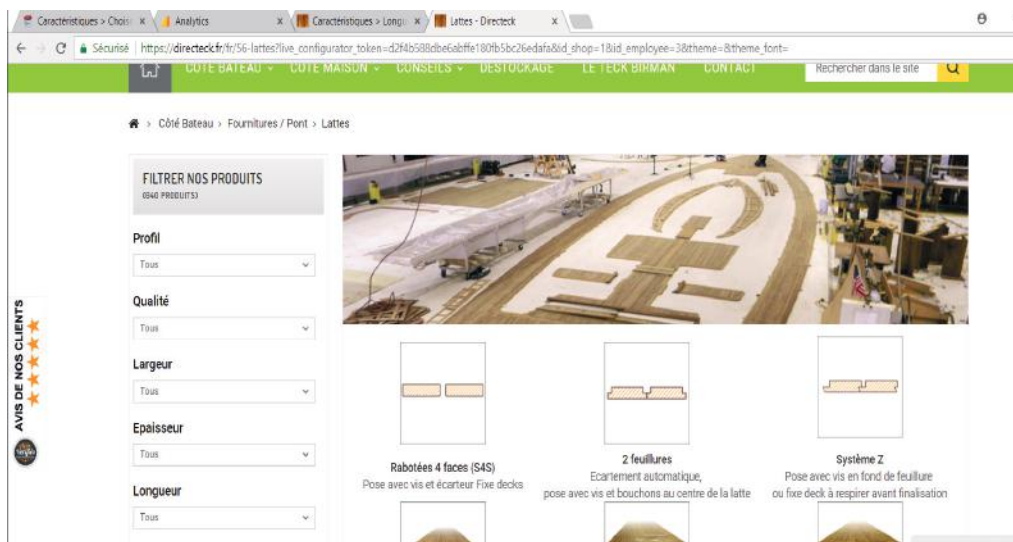 Caractéristiques > Choisi
Analytics
Caractéristiques > Longu
Lattes - Directeck
Sécurisé https://directeck.fr/fr/56-lattes?live_configurator_token=d2f4b588dbe6abffe180fb5bc26edafa&id_shop=1&id_employee=3&theme=&theme_font=
COTE BATEAU
COTE MAISON
CONSEILS
DESTOCKAGE
LE TECK BIRMAN
CONTACT
Rechercher dans le site
> Côté Bateau > Fournitures / Pont > Lattes
FILTRER NOS PRODUITS
(6940 PRODUITS)
Profil
Tous
Qualité
Tous
Largeur
Tous
Epaisseur
Tous
Longueur
Tous
AVIS DE NOS CLIENTS
Rabotées 4 faces (S4S)
Pose avec vis et écarteur Fixe decks
2 feuillures
Ecartement automatique,
pose avec vis et bouchons au centre de la latte
Système Z
Pose avec vis en fond de feuillure
ou fixe deck à respirer avant finalisation